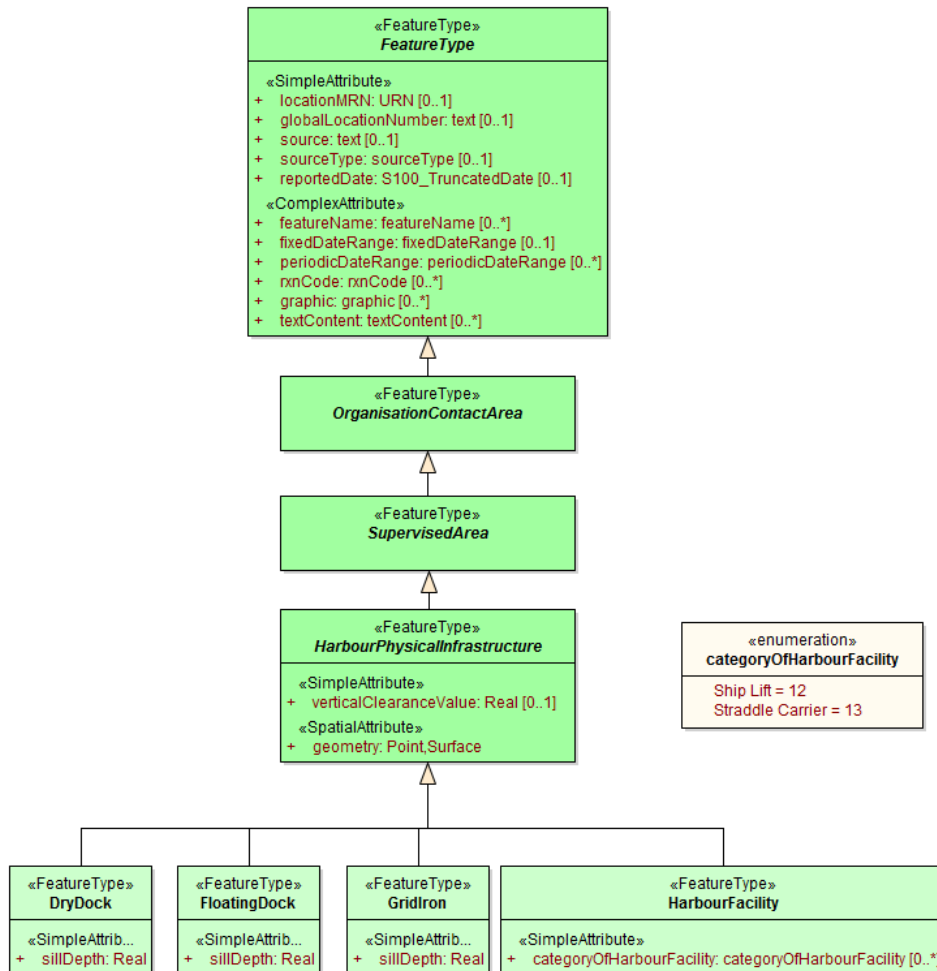 «FeatureType»
FeatureType
«SimpleAttribute»
+ locationMRN: URN [0..1]
+ globalLocationNumber: text [0..1]
+ source: text [0..1]
+ sourceType: sourceType [0..1]
+ reportedDate: S100_TruncatedDate [0..1]
«ComplexAttribute»
+ featureName: featureName [0..*]
+ fixedDateRange: fixedDateRange [0..1]
+ periodicDateRange: periodicDateRange [0..*]
+ rxnCode: rxnCode [0..*]
+ graphic: graphic [0..*]
+ textContent: textContent [0..*]
«FeatureType»
OrganisationContactArea
«FeatureType»
SupervisedArea
«FeatureType»
HarbourPhysicalInfrastructure
«SimpleAttribute»
+ verticalClearanceValue: Real [0..1]
«SpatialAttribute»
+ geometry: Point,Surface
«enumeration»
categoryOfHarbourFacility
Ship Lift = 12
Straddle Carrier = 13
«FeatureType»
DryDock
«SimpleAttrib...
+ sillDepth: Real
«FeatureType»
FloatingDock
«SimpleAttrib...
+ sillDepth: Real
«FeatureType»
GridIron
«SimpleAttrib...
+ sillDepth: Real
«FeatureType»
HarbourFacility
«SimpleAttribute»
+ categoryOfHarbourFacility: categoryOfHarbourFacility [0..*